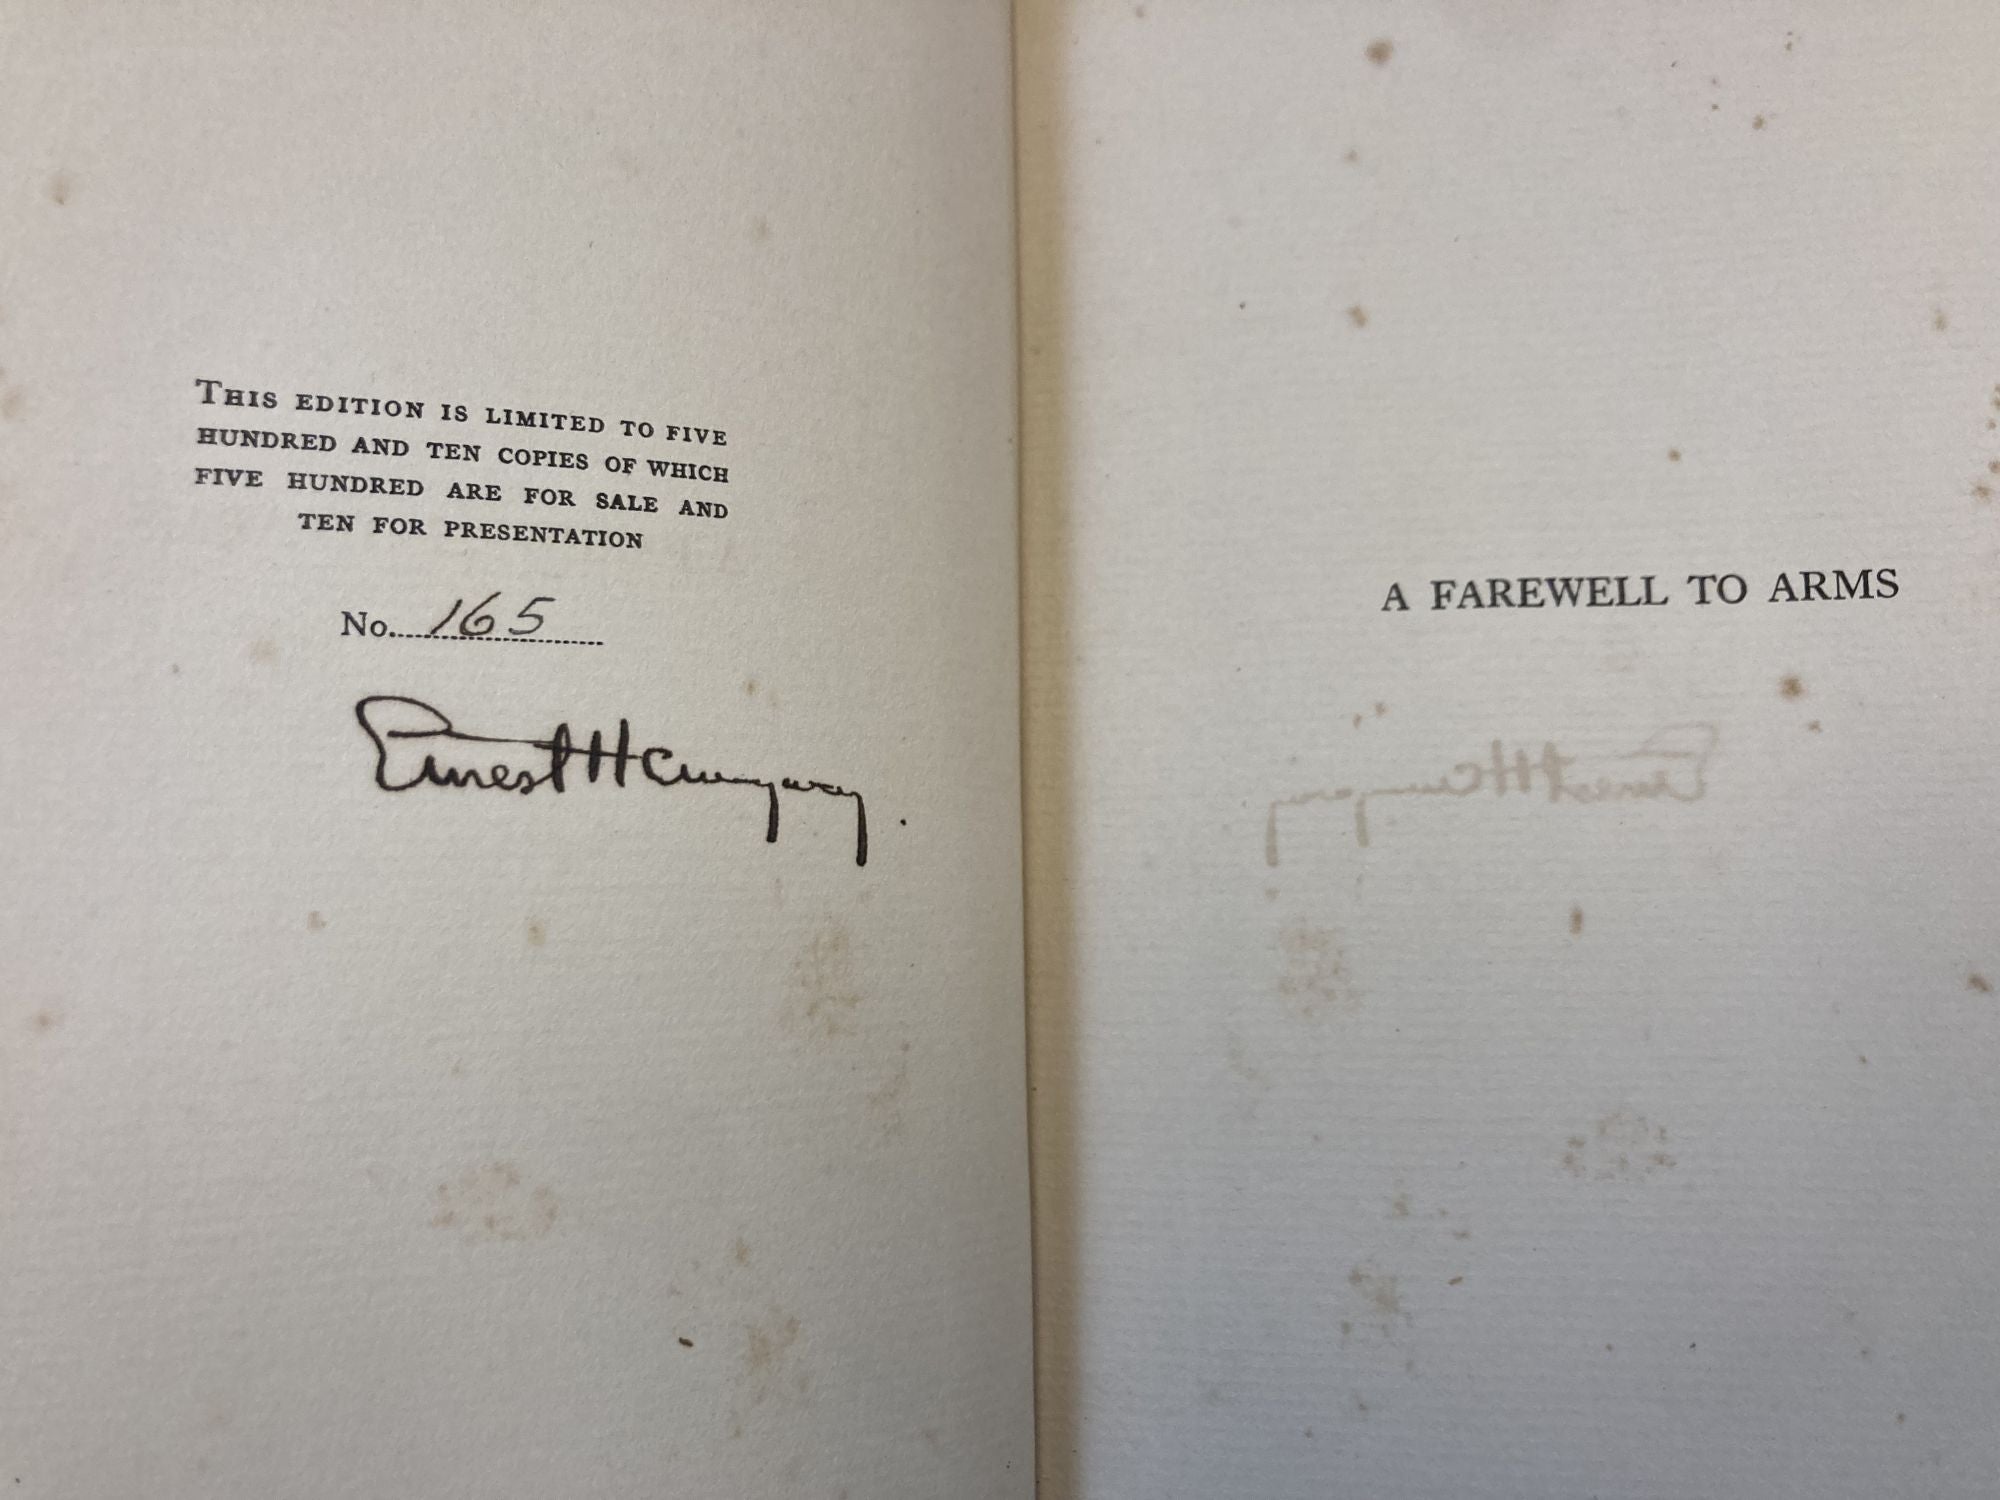 THIS EDITION IS LIMITED TO FIVE
HUNDRED AND TEN COPIES OF WHICH
FIVE HUNDRED ARE FOR SALE AND
TEN FOR PRESENTATION
No. 165
Ernest Hemingway.
A FAREWELL TO ARMS